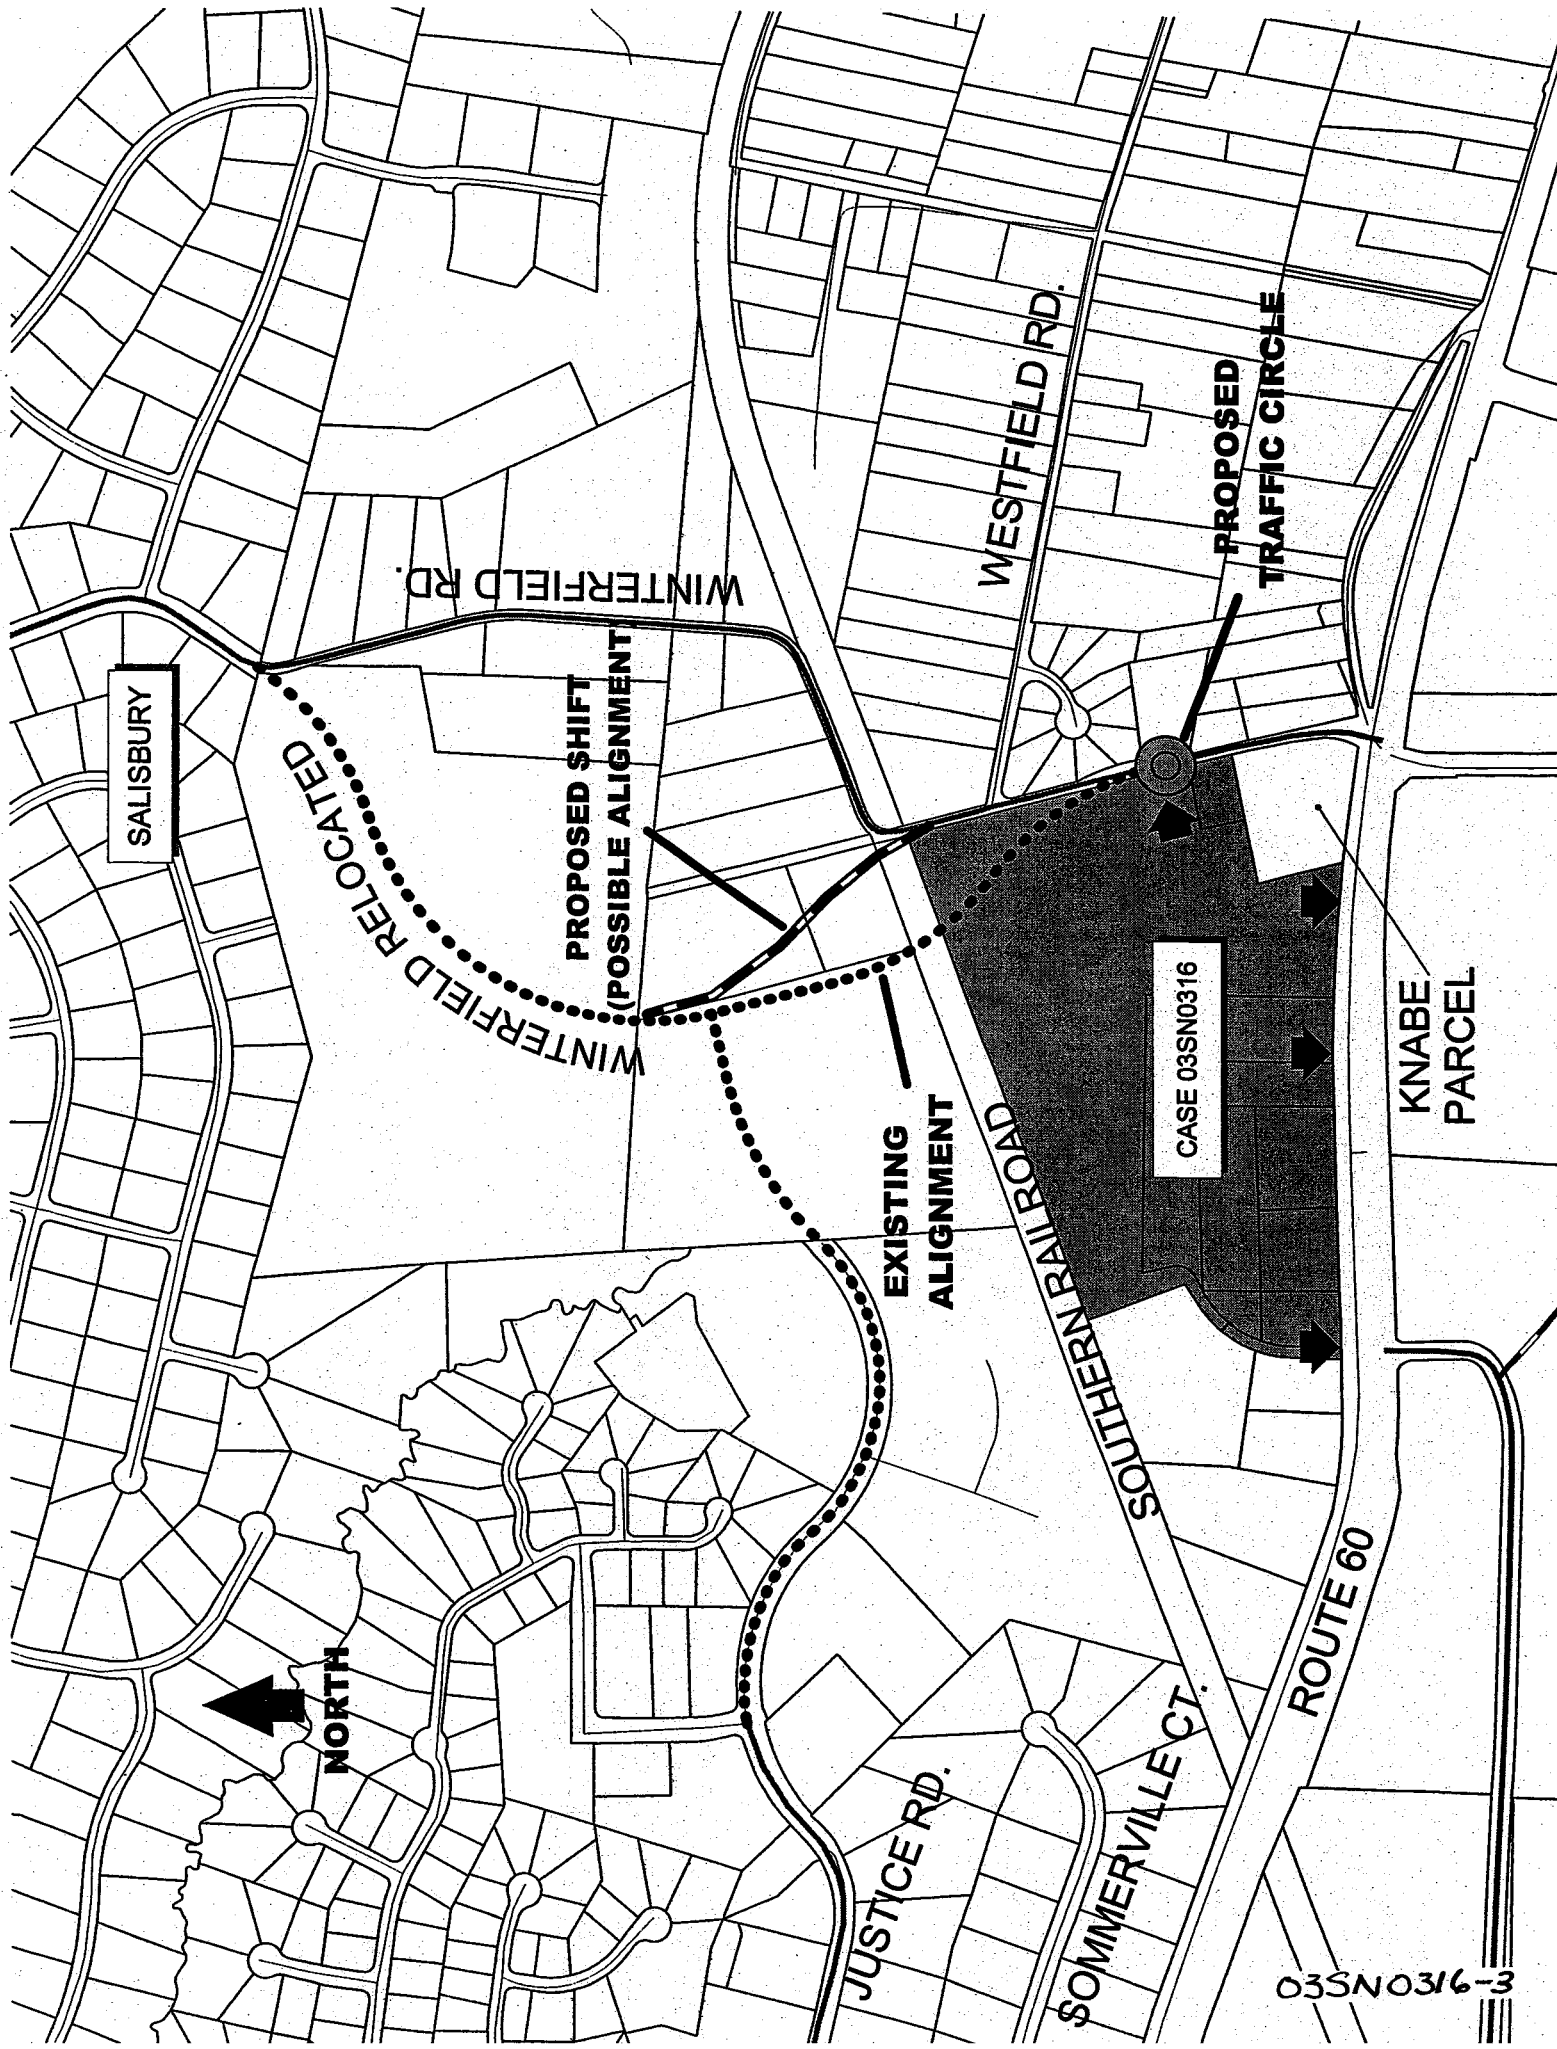 SALISBURY
WINTERFIELD RD.
WINTERFIELD RELOCATED
PROPOSED SHIFT
(POSSIBLE ALIGNMENT)
WESTFIELD RD.
PROPOSED
TRAFFIC CIRCLE
EXISTING
ALIGNMENT
SOUTHERN RAILROAD
CASE 03SN0316
KNABE
PARCEL
NORTH
JUSTICE RD.
SOMMERVILLE CT.
ROUTE 60
03SN0316-3